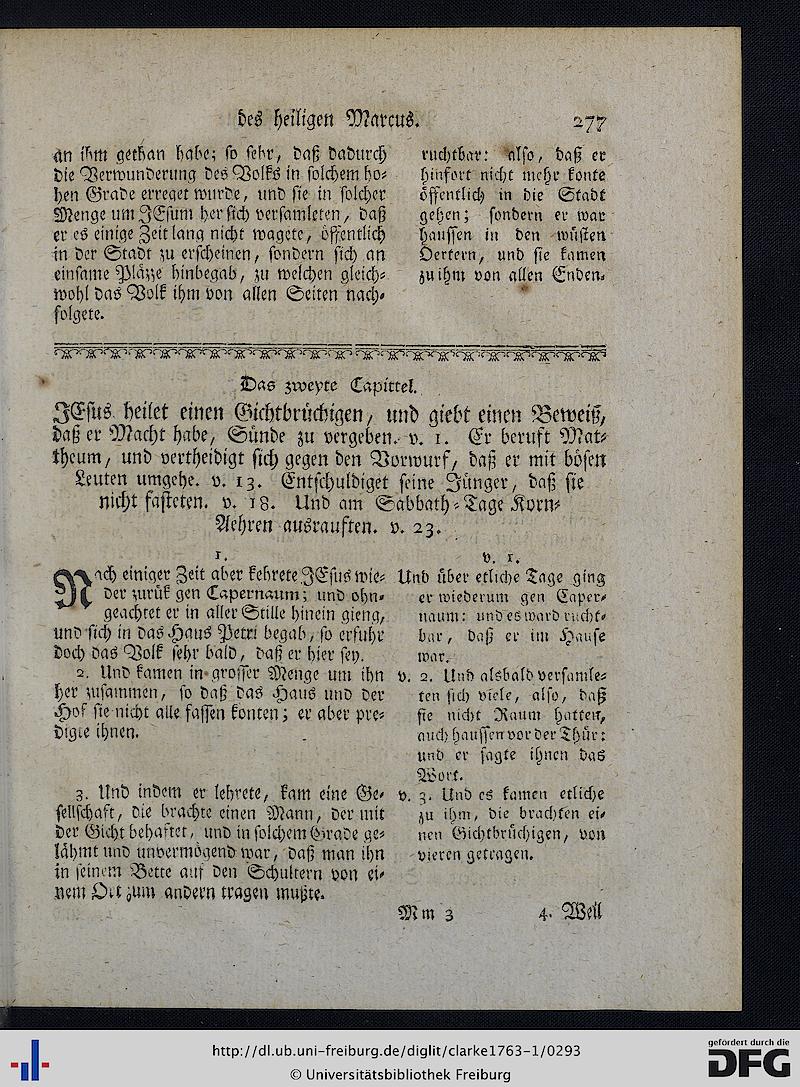 des heiligen Marcus. 277
an ihm gethan habe; so sehr, daß dadurch
die Verwunderung des Volks in solchem ho⸗
hen Grade erreget wurde, und sie in solcher
Menge um JEsum her sich versamleten, daß
er es einige Zeit lang nicht wagete, öffentlich
in der Stadt zu erscheinen, sondern sich an
einsame Pläzze hinbegab, zu welchen gleich⸗
wohl das Volk ihm von allen Seiten nach⸗
folgete.
ruchtbar: also, daß er
hinfort nicht mehr konte
öffentlich in die Stadt
gehen; sondern er war
haussen in den wüsten
Oertern, und sie kamen
zu ihm von allen Enden.
Das zweyte Capittel.
JEsus heilet einen Gichtbrüchigen, und giebt einen Beweiß,
daß er Macht habe, Sünde zu vergeben. v. 1. Er beruft Mat⸗
theum, und vertheidigt sich gegen den Vorwurf, daß er mit bösen
Leuten umgehe. v. 13. Entschuldiget seine Jünger, daß sie
nicht fasteten. v. 18. Und am Sabbath⸗Tage Korn⸗
Aehren ausrauften. v. 23.
1.
Nach einiger Zeit aber kehrete JEsus wie⸗
der zurük gen Capernaum; und ohn⸗
geachtet er in aller Stille hinein gieng,
und sich in das Haus Petri begab, so erfuhr
doch das Volk sehr bald, daß er hier sey.
2. Und kamen in grosser Menge um ihn
her zusammen, so daß das Haus und der
Hof sie nicht alle fassen konten; er aber pre⸗
digte ihnen.
3. Und indem er lehrete, kam eine Ge⸗
sellschaft, die brachte einen Mann, der mit
der Gicht behaftet, und in solchem Grade ge⸗
lähmt und unvermögend war, daß man ihn
in seinem Bette auf den Schultern von ei⸗
nem Ort zum andern tragen mußte.
v. 1.
Und über etliche Tage ging
er wiederum gen Caper⸗
naum: und es ward rucht⸗
bar, daß er im Hause
war.
v. 2. Und alsbald versamle⸗
ten sich viele, also, daß
sie nicht Raum hatten,
auch haussen vor der Thür:
und er sagte ihnen das
Wort.
v. 3. Und es kamen etliche
zu ihm, die brachten ei⸗
nen Gichtbrüchigen, von
vieren getragen.
Mm 3 4. Weil
http://dl.ub.uni-freiburg.de/diglit/clarke1763-1/0293
© Universitätsbibliothek Freiburg
gefördert durch die
DFG